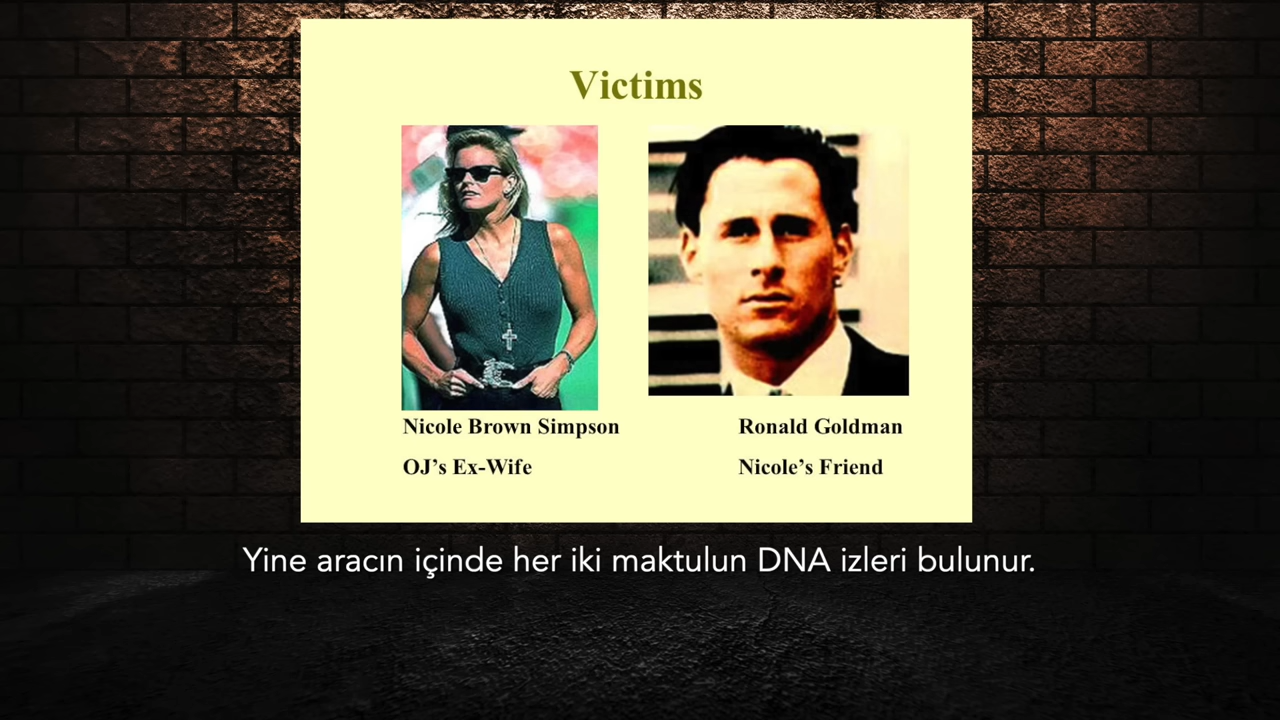 Victims
Nicole Brown Simpson
Ronald Goldman
OJ’s Ex-Wife
Nicole’s Friend
Yine aracın içinde her iki maktulun DNA izleri bulunur.